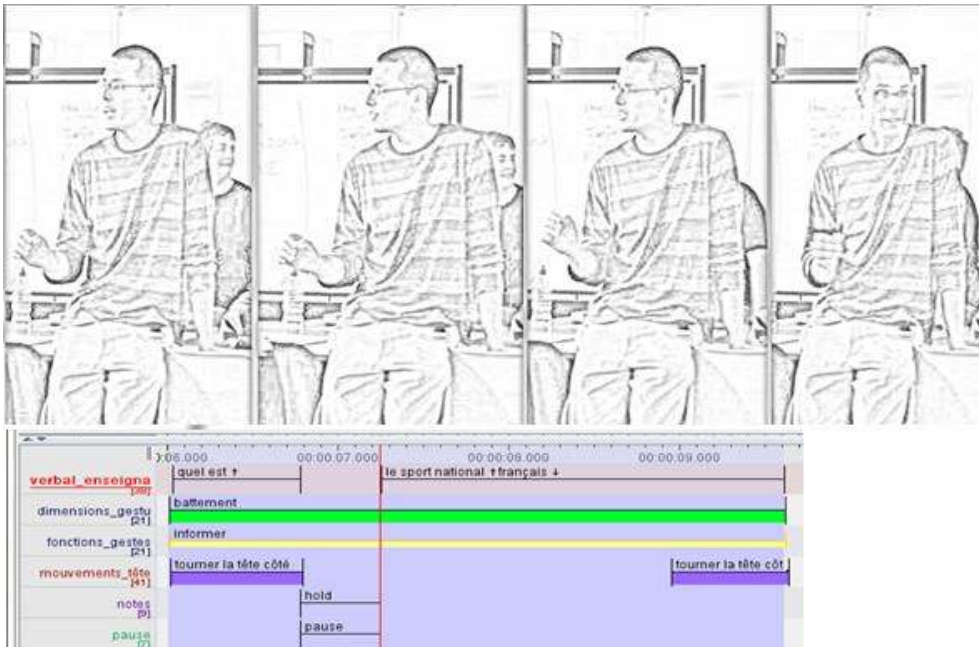 00:06.000 00:00:07.000 00:00:08.000 00:00:09.000
verbal_enseigna quel est ↑ le sport national ↑français ↓
dimensions_gestu battement
[21]
fonctions_gestes informer
[21]
mouvements_tête tourner la tête côté tourner la tête côt
[41]
notes hold
[9]
pause pause